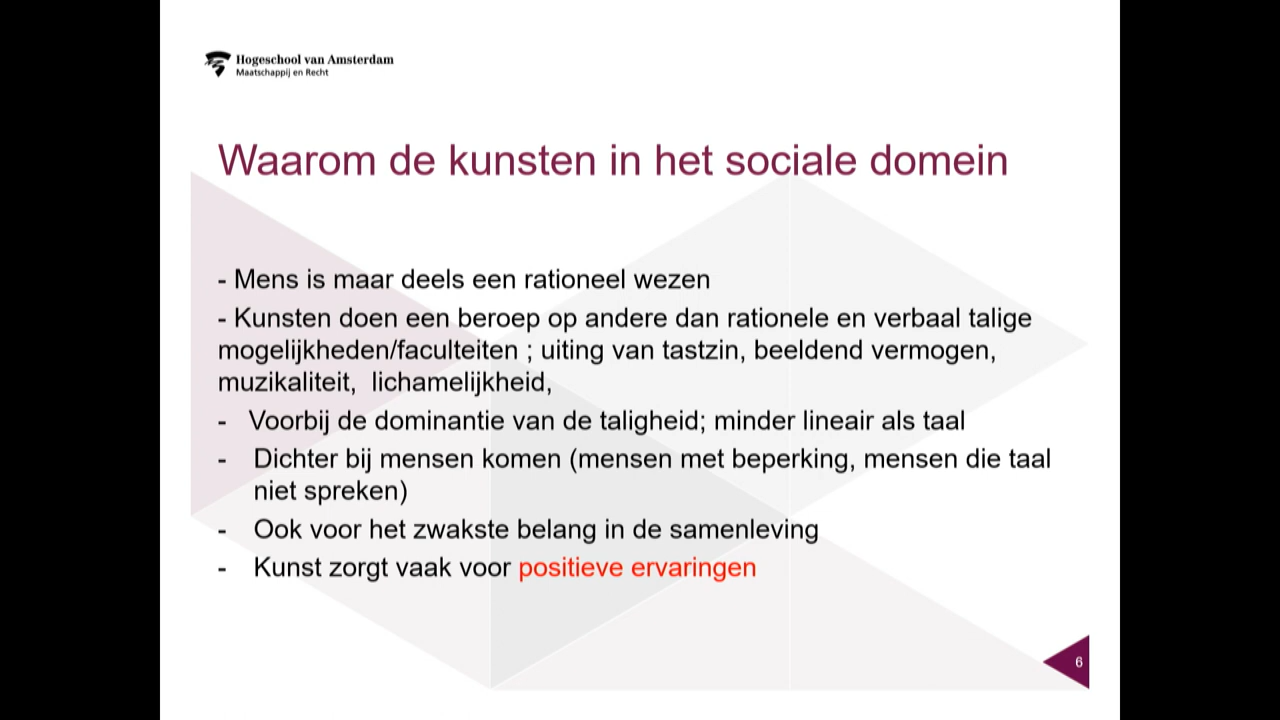 Hogeschool van Amsterdam
Maatschappij en Recht
Waarom de kunsten in het sociale domein
- Mens is maar deels een rationeel wezen
- Kunsten doen een beroep op andere dan rationele en verbaal talige
mogelijkheden/faculteiten ; uiting van tastzin, beeldend vermogen,
muzikaliteit, lichamelijkheid,
- Voorbij de dominantie van de taligheid; minder lineair als taal
- Dichter bij mensen komen (mensen met beperking, mensen die taal
niet spreken)
- Ook voor het zwakste belang in de samenleving
- Kunst zorgt vaak voor positieve ervaringen
6